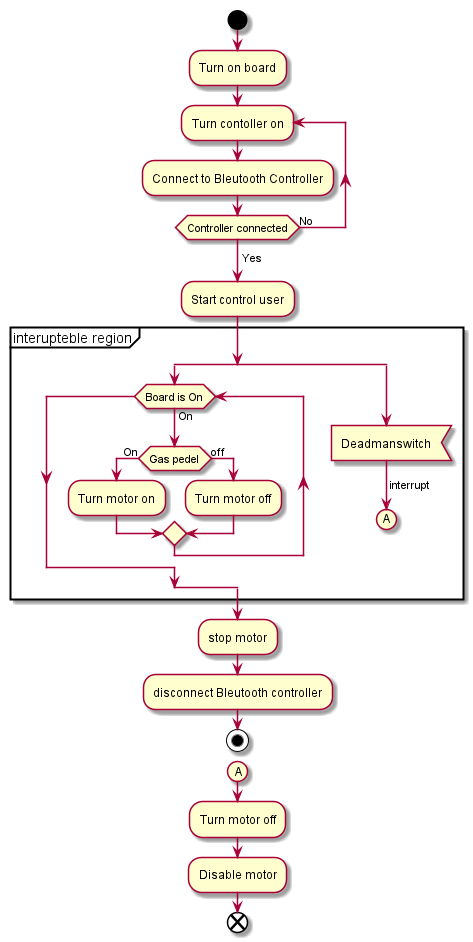 Turn on board
Turn contoller on
Connect to Bleutooth Controller
Controller connected
No
Yes
Start control user
interupteble region
Board is On
On
Gas pedel
On
off
Turn motor on
Turn motor off
Deadmanswitch
interrupt
A
stop motor
disconnect Bleutooth controller
A
Turn motor off
Disable motor